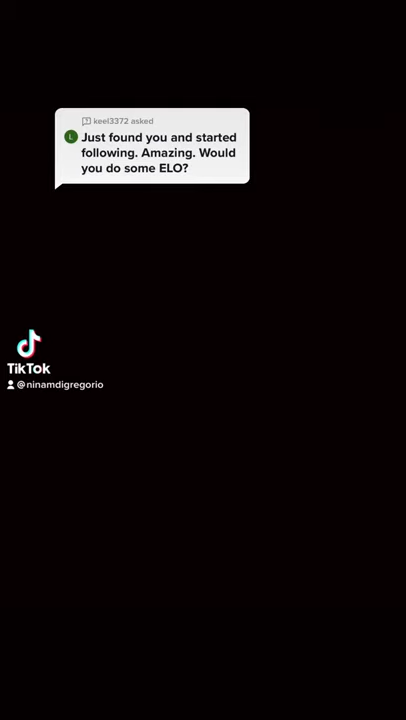 keel3372 asked
L
Just found you and started
following. Amazing. Would
you do some ELO?
TikTok
@ninamdigregorio